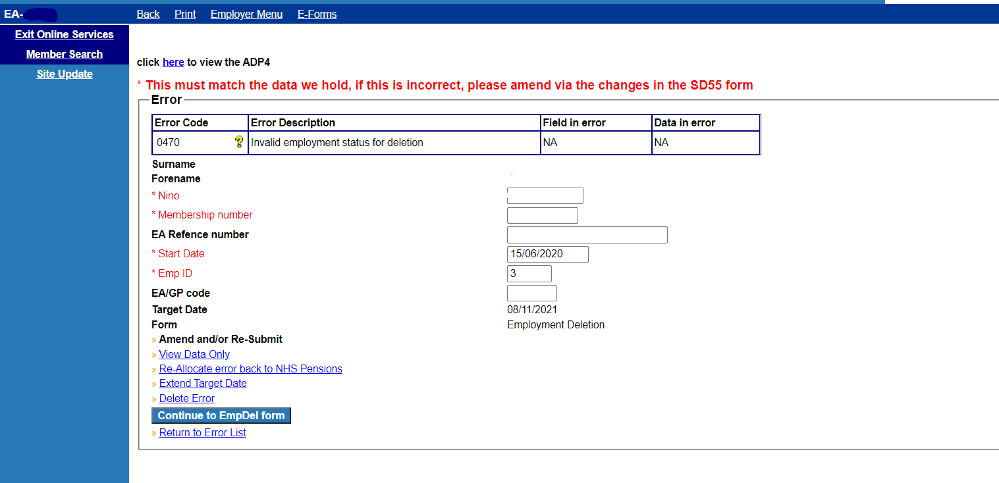 EA-
Back Print Employer Menu E-Forms
Exit Online Services
Member Search
Site Update
click here to view the ADP4
* This must match the data we hold, if this is incorrect, please amend via the changes in the SD55 form
Error
Error Code Error Description Field in error Data in error
0470 ? Invalid employment status for deletion NA NA
Surname
Forename
* Nino
* Membership number
EA Refence number
* Start Date 15/06/2020
* Emp ID 3
EA/GP code
Target Date 08/11/2021
Form Employment Deletion
» Amend and/or Re-Submit
» View Data Only
» Re-Allocate error back to NHS Pensions
» Extend Target Date
» Delete Error
Continue to EmpDel form
» Return to Error List